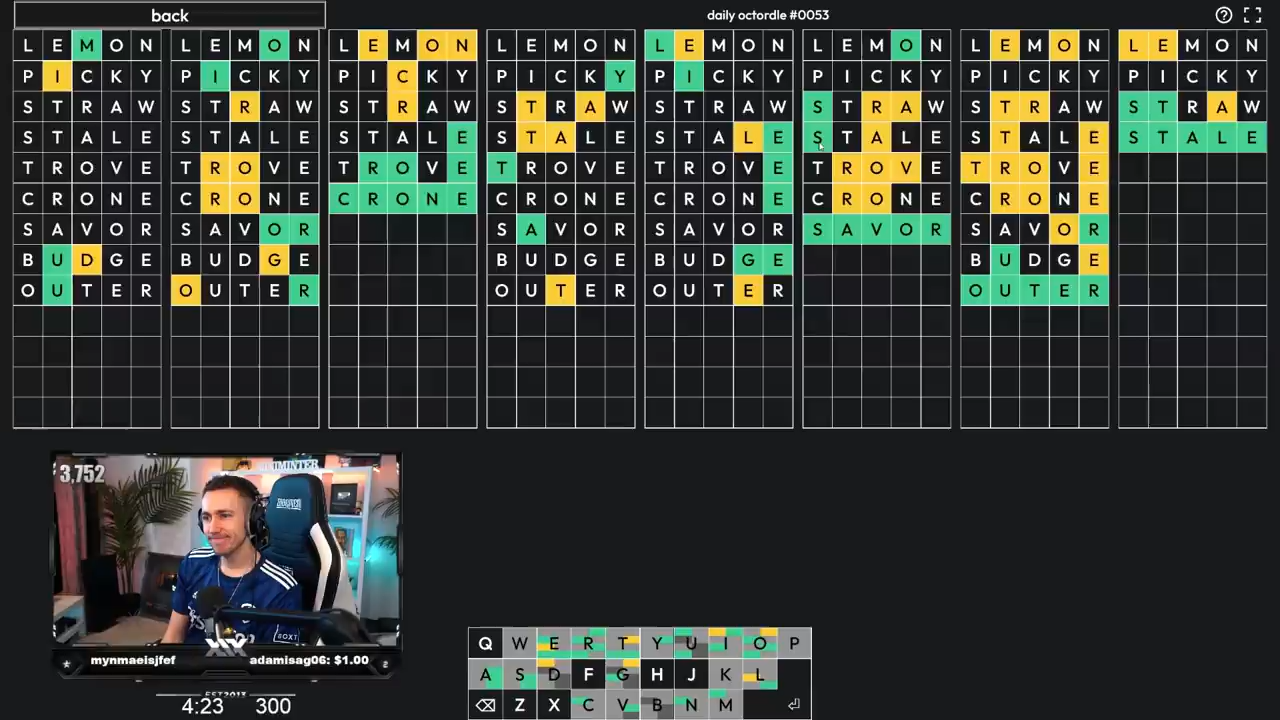 back
daily octordle #0053
LEMON LEMON LEMON LEMON LEMON LEMON LEMON LEMON
PICKY PICKY PICKY PICKY PICKY PICKY PICKY PICKY
STRAW STRAW STRAW STRAW STRAW STRAW STRAW STRAW
STALE STALE STALE STALE STALE STALE STALE STALE
TROVE TROVE TROVE TROVE TROVE TROVE TROVE
CRONE CRONE CRONE CRONE CRONE CRONE CRONE
SAVOR SAVOR SAVOR SAVOR SAVOR SAVOR
BUDGE BUDGE BUDGE BUDGE BUDGE
OUTER OUTER OUTER OUTER OUTER
3,752
mynmaeisjfef adamisag06: $1.00
4:23 300
Q W E R T Y U I O P
A S D F G H J K L
Z X C V B N M